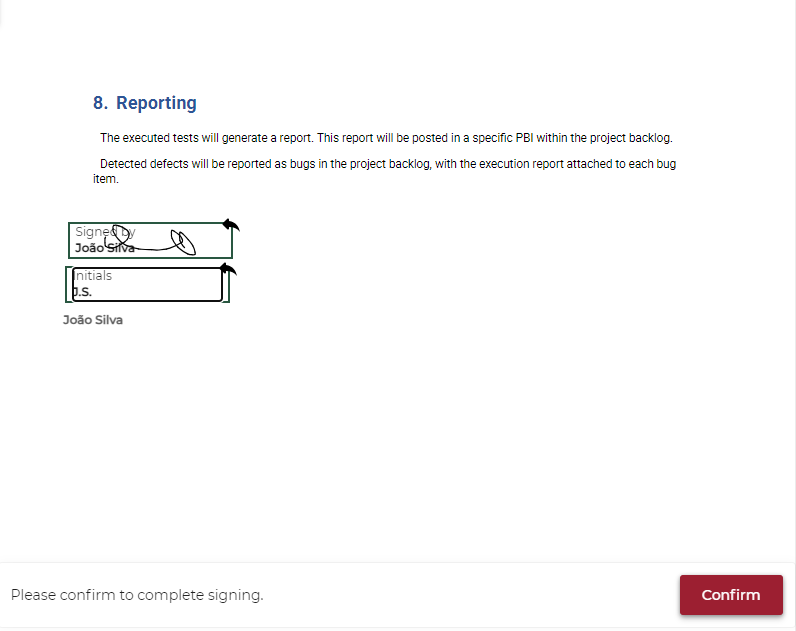 8. Reporting
The executed tests will generate a report. This report will be posted in a specific PBI within the project backlog.
Detected defects will be reported as bugs in the project backlog, with the execution report attached to each bug
item.
Signed by
João Silva
Initials
J.S.
João Silva
Please confirm to complete signing.
Confirm